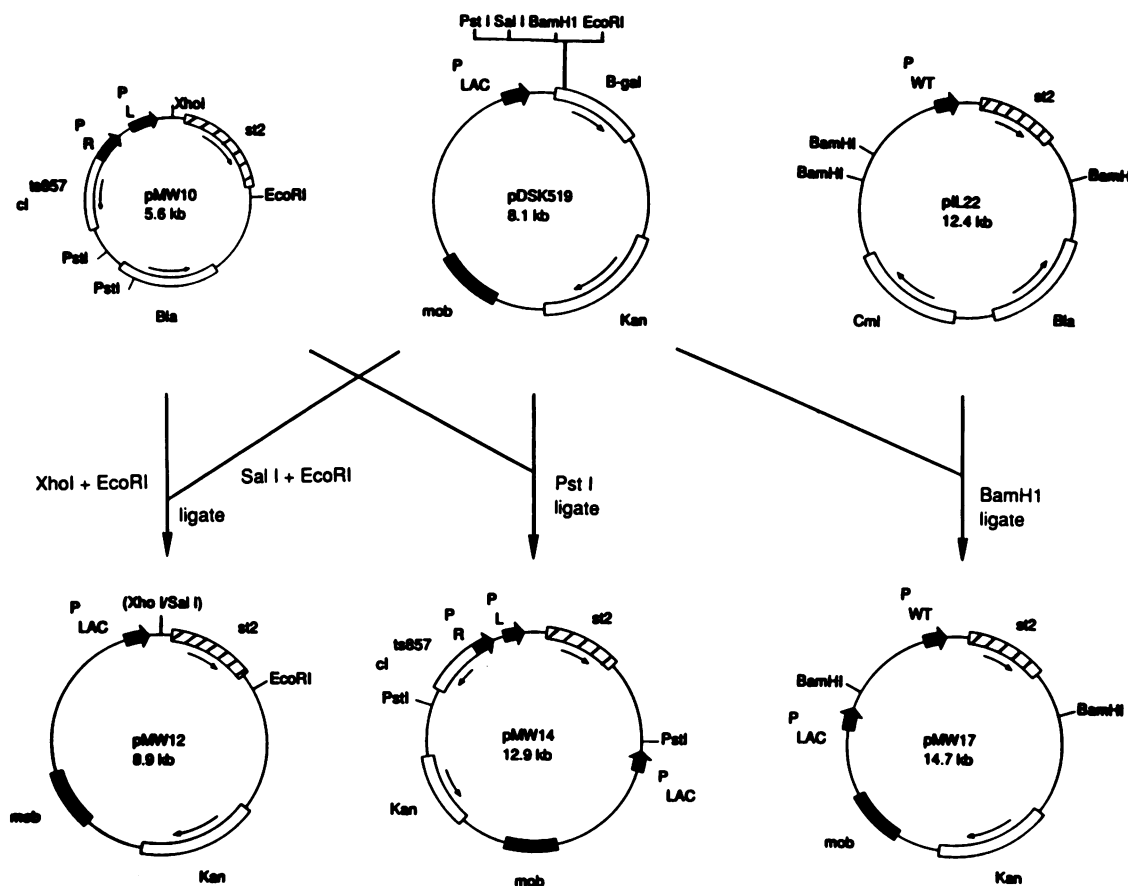 Pst I Sal I BamH1 EcoRI
P
LAC
B-gal
pDSK519
8.1 kb
mob
Kan
P
L
XhoI
P
R
st2
ts857
cI
EcoRI
pMW10
5.6 kb
PstI
PstI
Bla
P
WT
st2
BamHI
BamHI
BamH
pIL22
12.4 kb
Cml
Bla
XhoI + EcoRI
Sal I + EcoRI
ligate
Pst I
ligate
BamH1
ligate
P
LAC
(Xho I/Sal I)
st2
EcoRI
pMW12
8.9 kb
mob
Kan
P
L
P
R
ts857
cI
st2
PstI
PstI
pMW14
12.9 kb
P
LAC
Kan
mob
P
WT
st2
BamHI
BamHI
P
LAC
pMW17
14.7 kb
mob
Kan